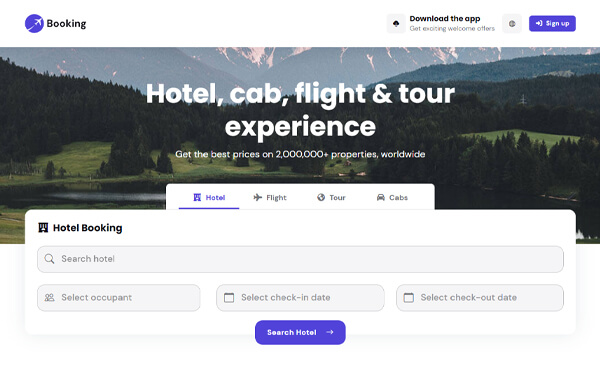 Booking
Download the app
Get exciting welcome offers
Sign up
Hotel, cab, flight & tour
experience
Get the best prices on 2,000,000+ properties, worldwide
Hotel
Flight
Tour
Cabs
Hotel Booking
Search hotel
Select occupant
Select check-in date
Select check-out date
Search Hotel